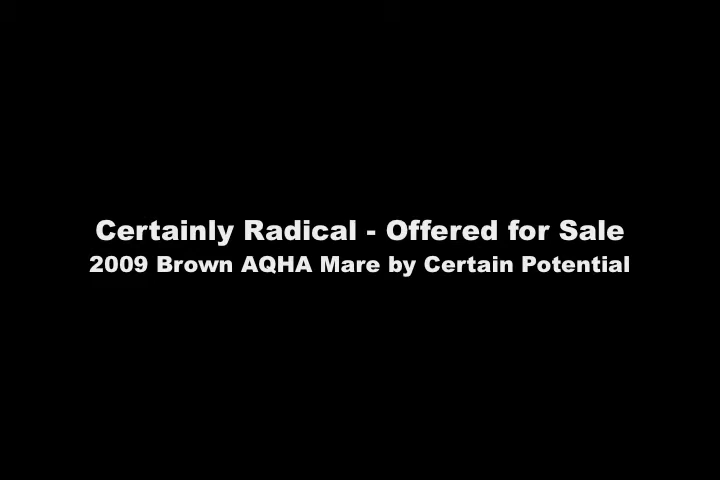 Certainly Radical - Offered for Sale
2009 Brown AQHA Mare by Certain Potential